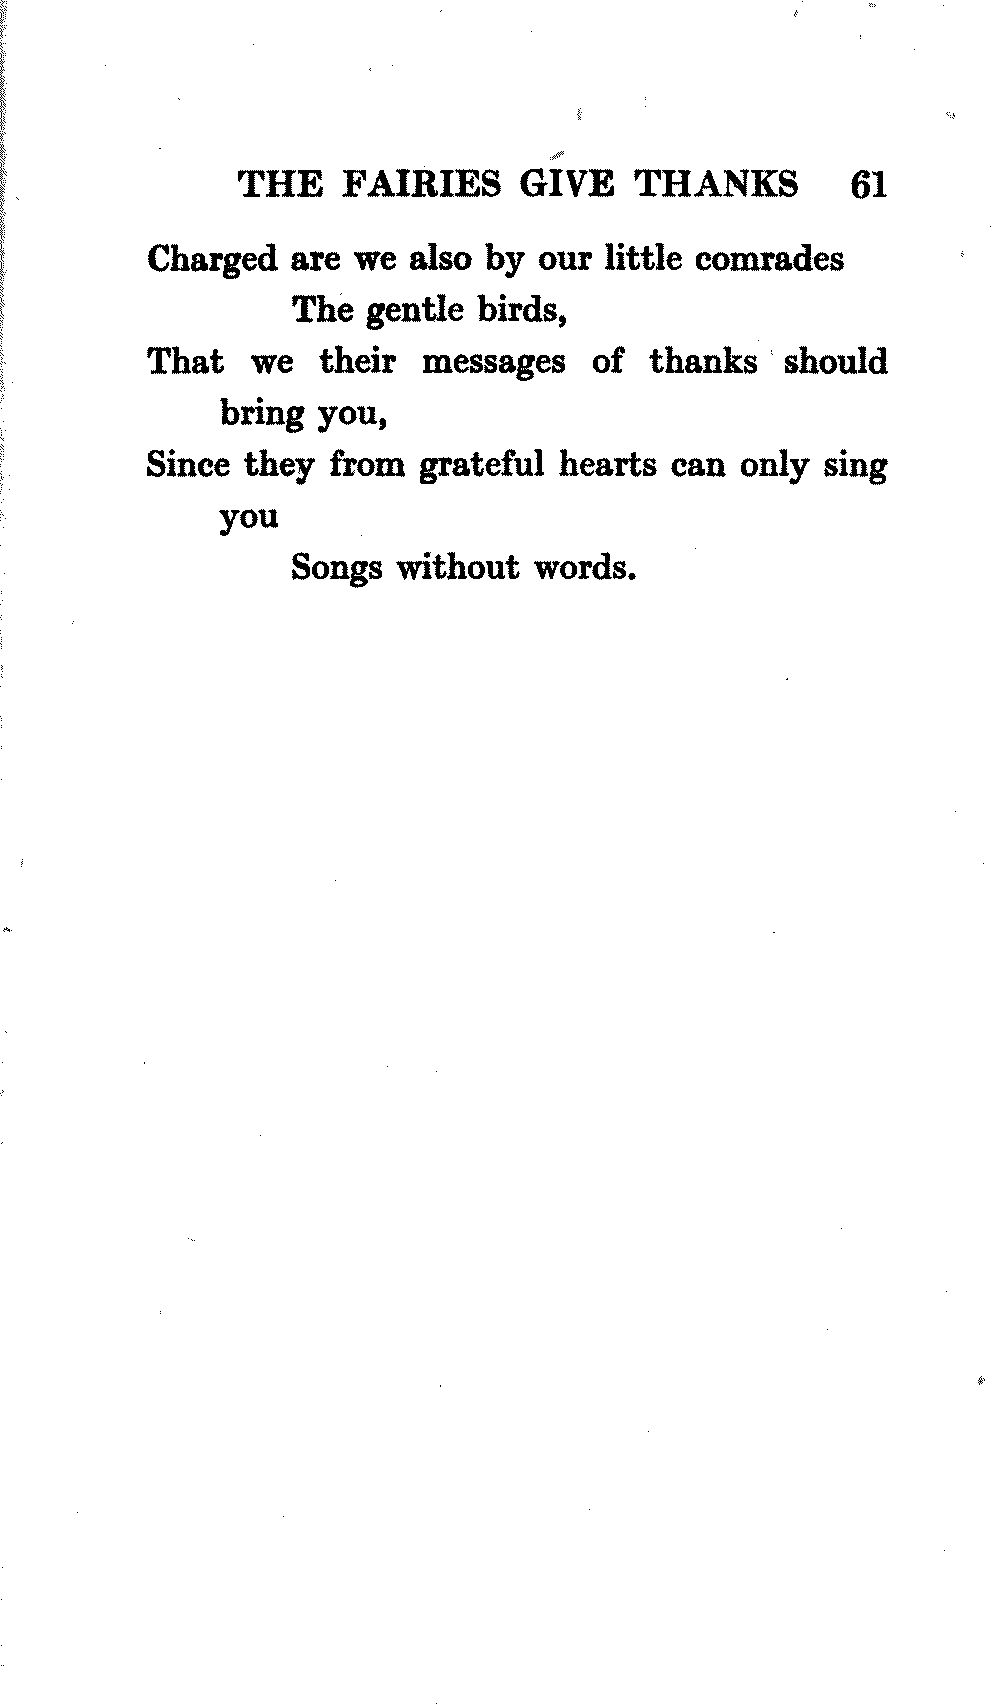 THE FAIRIES GIVE THANKS 61
Charged are we also by our little comrades
The gentle birds,
That we their messages of thanks should
bring you,
Since they from grateful hearts can only sing
you
Songs without words.